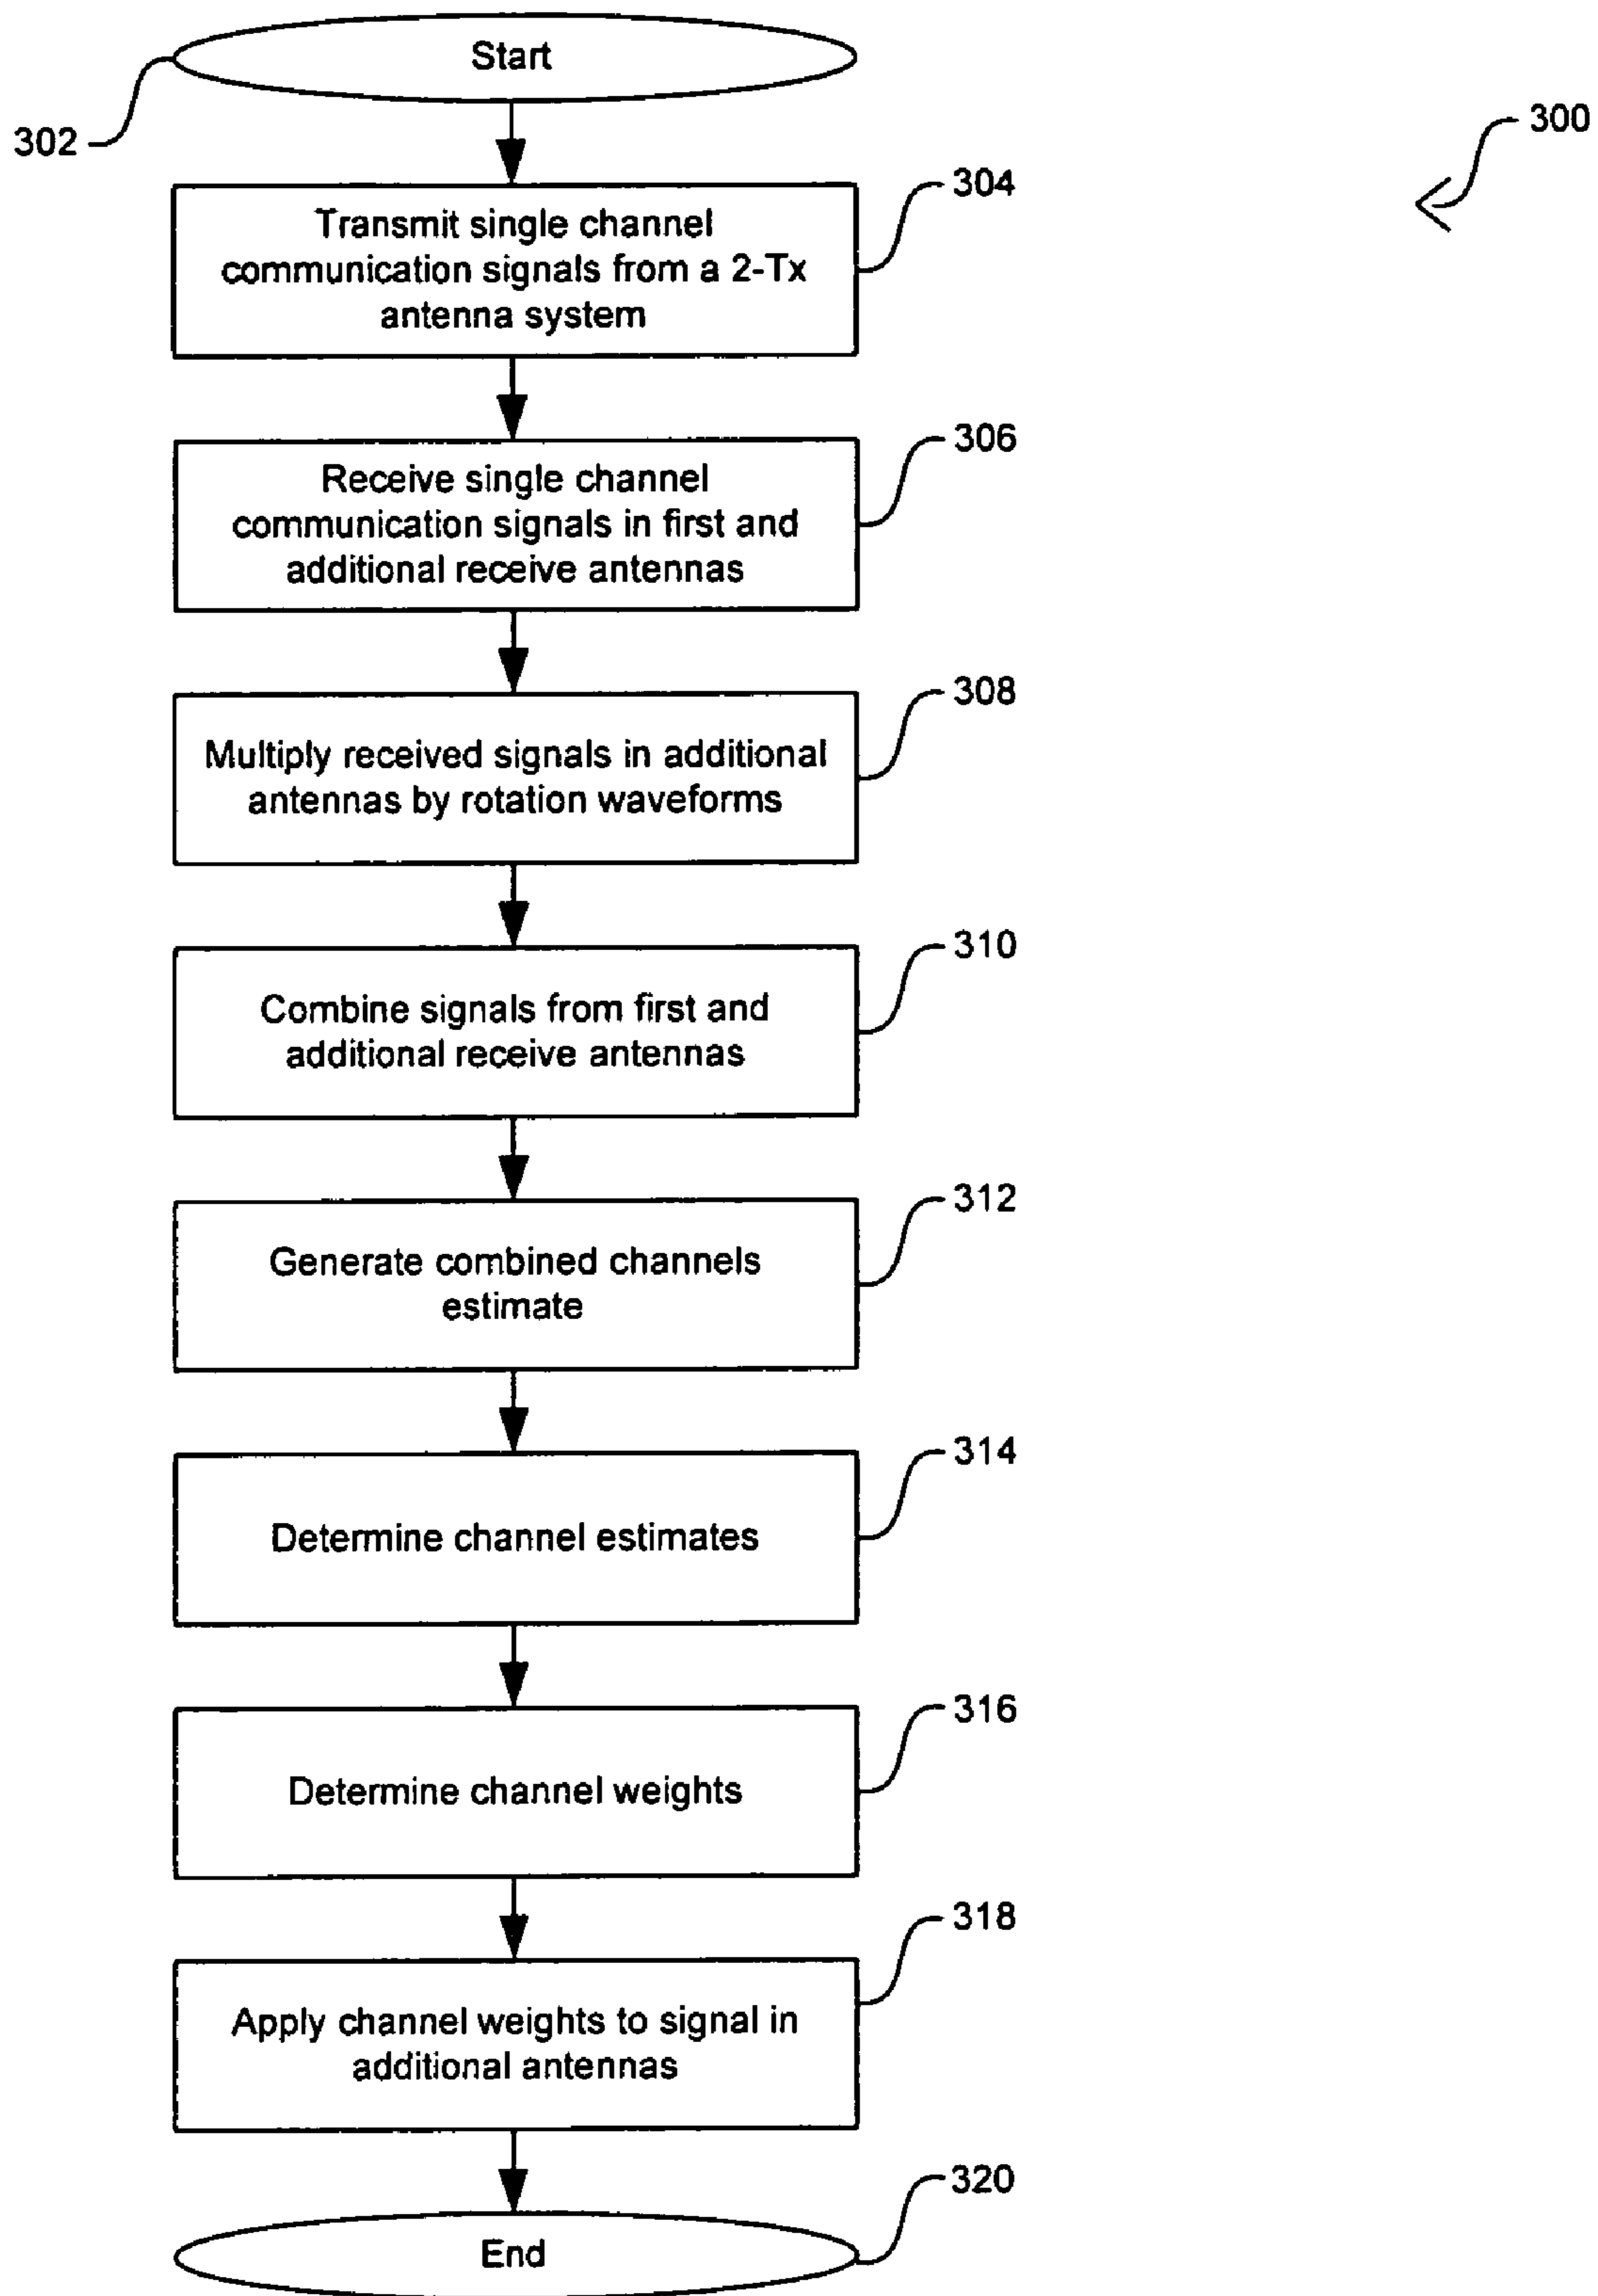 Start
302
300
304
Transmit single channel
communication signals from a 2-Tx
antenna system
306
Receive single channel
communication signals in first and
additional receive antennas
308
Multiply received signals in additional
antennas by rotation waveforms
310
Combine signals from first and
additional receive antennas
312
Generate combined channels
estimate
314
Determine channel estimates
316
Determine channel weights
318
Apply channel weights to signal in
additional antennas
320
End